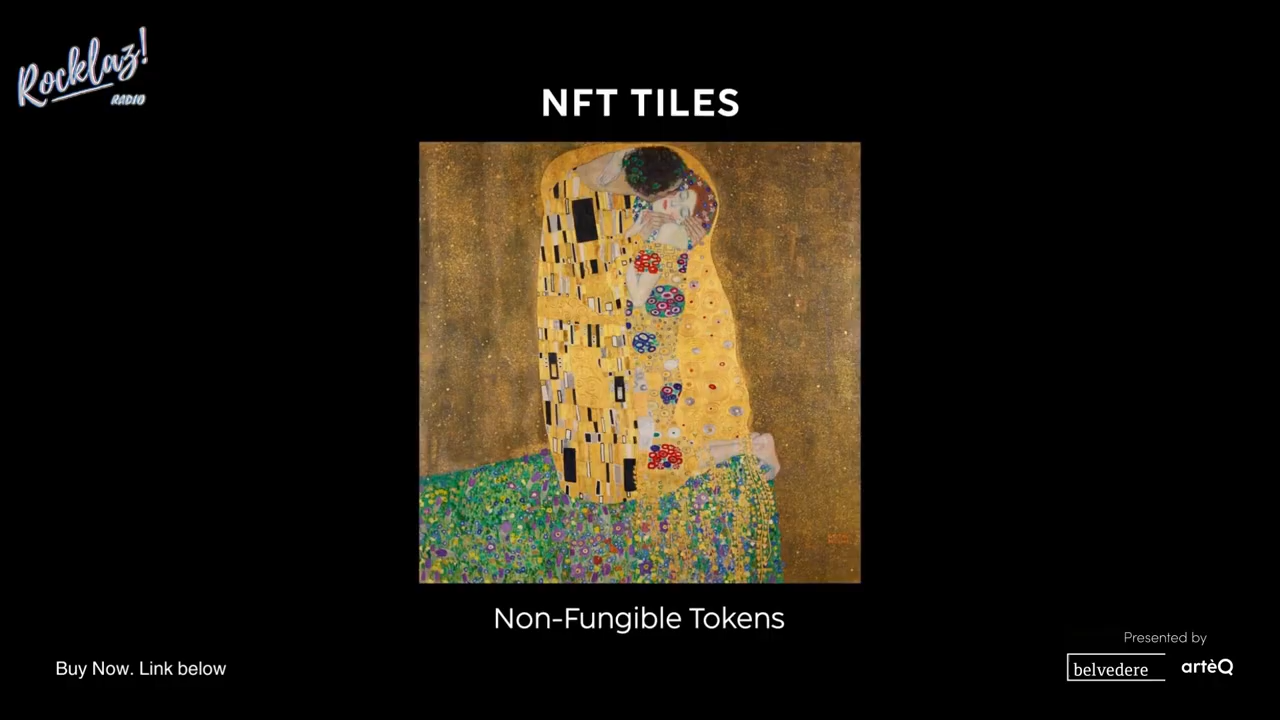 Rocklaz!
RADIO
NFT TILES
Non-Fungible Tokens
Presented by
Buy Now. Link below
belvedere
artèQ